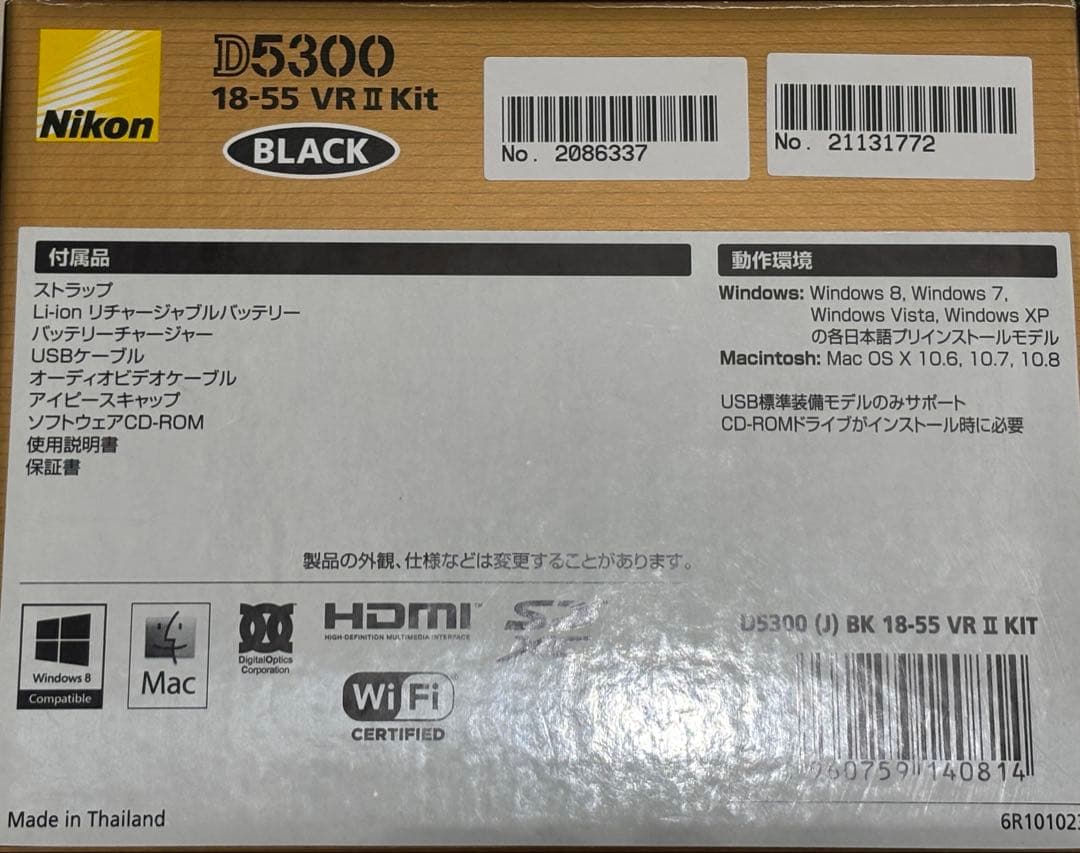 Nikon
D5300
18-55 VR II Kit
BLACK
No. 2086337
No. 21131772
付属品
ストラップ
Li-ion リチャージャブルバッテリー
バッテリーチャージャー
USBケーブル
オーディオビデオケーブル
アイピースキャップ
ソフトウェアCD-ROM
使用説明書
保証書
動作環境
Windows: Windows 8, Windows 7,
Windows Vista, Windows XP
の各日本語プリインストールモデル
Macintosh: Mac OS X 10.6, 10.7, 10.8
USB標準装備モデルのみサポート
CD-ROMドライブがインストール時に必要
製品の外観、仕様などは変更することがあります。
Windows 8
Compatible
Mac
DigitalOptics
Corporation
HDMI™
HIGH-DEFINITION MULTIMEDIA INTERFACE
Wi Fi
CERTIFIED
D5300 (J) BK 18-55 VR II KIT
960759 140814
Made in Thailand
6R101023